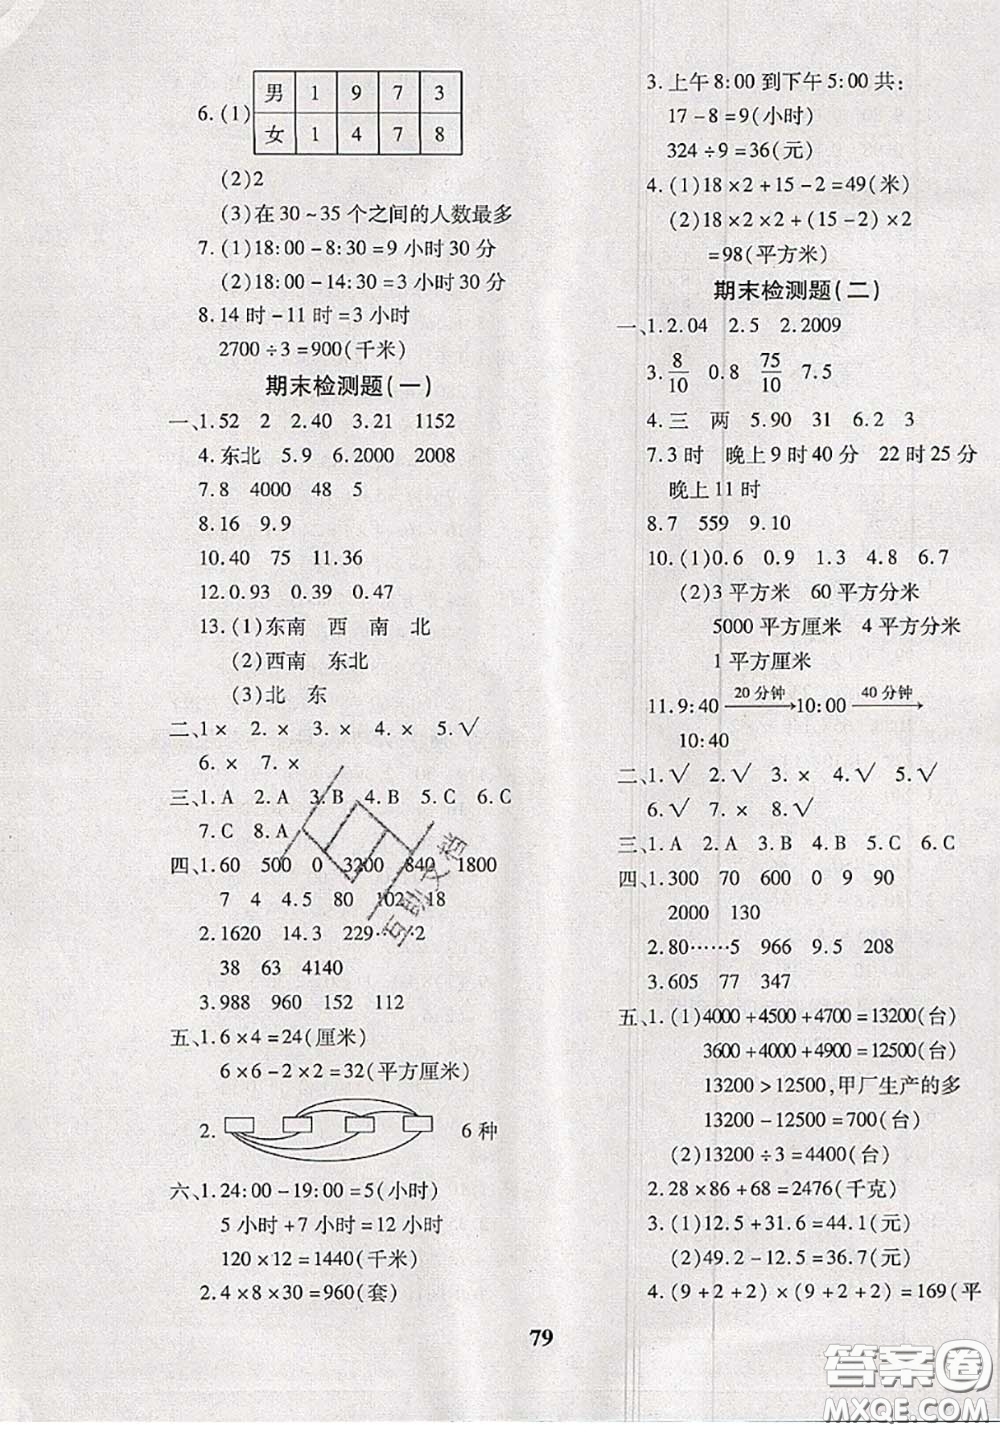 6.(1)
男 1 9 7 3
女 1 4 7 8
(2)2
(3)在30~35个之间的人数最多
7.(1)18:00-8:30=9小时30分
(2)18:00-14:30=3小时30分
8.14时-11时=3小时
2700÷3=900(千米)
期末检测题(一)
一、1.52 2 2.40 3.21 1152
4.东北 5.9 6.2000 2008
7.8 4000 48 5
8.16 9.9
10.40 75 11.36
12.0.93 0.39 0.47
13.(1)东南 西 南 北
(2)西南 东北
(3)北 东
二、1× 2.× 3.× 4.× 5.√
6.× 7.×
三、1.A 2.A 3.B 4.B 5.C 6.C
7.C 8.A
四、1.60 500 0 3200 840 1800
7 4 4.5 80 102 18
2.1620 14.3 229……2
38 63 4140
3.988 960 152 112
五、1.6×4=24(厘米)
6×6-2×2=32(平方厘米)
2. 6种
六、1.24:00-19:00=5(小时)
5小时+7小时=12小时
120×12=1440(千米)
2.4×8×30=960(套)
3.上午8:00到下午5:00共:
17-8=9(小时)
324÷9=36(元)
4.(1)18×2+15-2=49(米)
(2)18×2×2+(15-2)×2
=98(平方米)
期末检测题(二)
一、1.2.04 2.5 2.2009
3.8/10 0.8 75/10 7.5
4.三 两 5.90 31 6.2 3
7.3时 晚上9时40分 22时25分
晚上11时
8.7 559 9.10
10.(1)0.6 0.9 1.3 4.8 6.7
(2)3平方米 60平方分米
5000平方厘米 4平方分米
1平方厘米
11.9:40 20分钟 10:00 40分钟
10:40
二、1.√ 2.√ 3.× 4.√ 5.√
6.√ 7.× 8.√
三、1.A 2.A 3.B 4.B 5.C 6.C
四、1.300 70 600 0 9 90
2000 130
2.80……5 966 9.5 208
3.605 77 347
五、1.(1)4000+4500+4700=13200(台)
3600+4000+4900=12500(台)
13200>12500,甲厂生产的多
13200-12500=700(台)
(2)13200÷3=4400(台)
2.28×86+68=2476(千克)
3.(1)12.5+31.6=44.1(元)
(2)49.2-12.5=36.7(元)
4.(9+2+2)×(9+2+2)=169(平
79
互助文档
答案圈
MXQE.COM